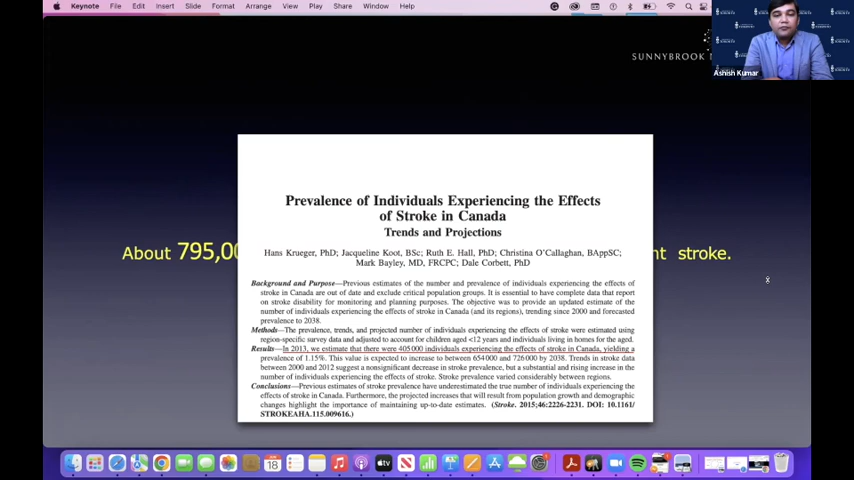 Keynote File Edit Insert Slide Format Arrange View Play Share Window Help
SUNNYBROOK
Ashish Kumar
Prevalence of Individuals Experiencing the Effects
of Stroke in Canada
Trends and Projections
Hans Krueger, PhD; Jacqueline Koot, BSc; Ruth E. Hall, PhD; Christina O'Callaghan, BAppSC;
Mark Bayley, MD, FRCPC; Dale Corbett, PhD
About 795,00 nt stroke.
Background and Purpose—Previous estimates of the number and prevalence of individuals experiencing the effects of
stroke in Canada are out of date and exclude critical population groups. It is essential to have complete data that report
on stroke disability for monitoring and planning purposes. The objective was to provide an updated estimate of the
number of individuals experiencing the effects of stroke in Canada (and its regions), trending since 2000 and forecasted
prevalence to 2038.
Methods—The prevalence, trends, and projected number of individuals experiencing the effects of stroke were estimated using
region-specific survey data and adjusted to account for children aged <12 years and individuals living in homes for the aged.
Results—In 2013, we estimate that there were 405 000 individuals experiencing the effects of stroke in Canada, yielding a
prevalence of 1.15%. This value is expected to increase to between 654 000 and 726 000 by 2038. Trends in stroke data
between 2000 and 2012 suggest a nonsignificant decrease in stroke prevalence, but a substantial and rising increase in the
number of individuals experiencing the effects of stroke. Stroke prevalence varied considerably between regions.
Conclusions—Previous estimates of stroke prevalence have underestimated the true number of individuals experiencing the
effects of stroke in Canada. Furthermore, the projected increases that will result from population growth and demographic
changes highlight the importance of maintaining up-to-date estimates. (Stroke. 2015;46:2226-2231. DOI: 10.1161/
STROKEAHA.115.009616.)
18